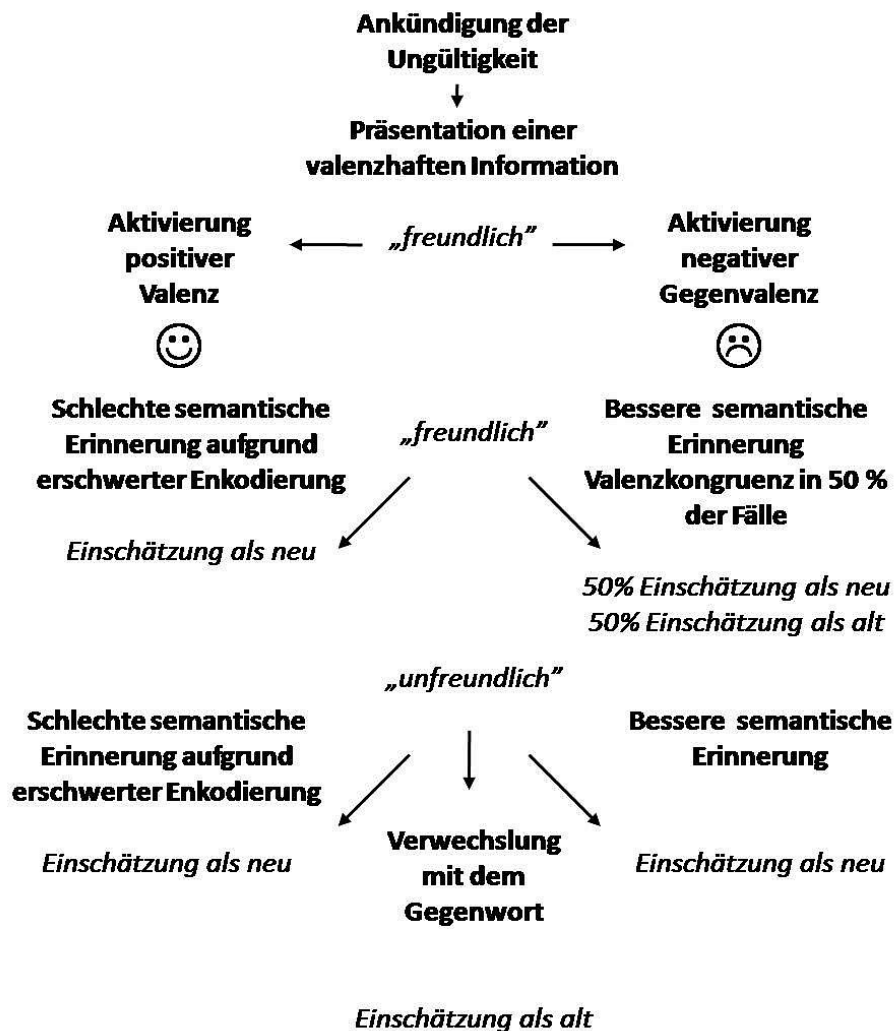 Ankündigung der
Ungültigkeit
Präsentation einer
valenzhaften Information
Aktivierung
positiver
Valenz
„freundlich”
Aktivierung
negativer
Gegenvalenz
Schlechte semantische
Erinnerung aufgrund
erschwerter Enkodierung
„freundlich”
Bessere semantische
Erinnerung
Valenzkongruenz in 50 %
der Fälle
Einschätzung als neu
50% Einschätzung als neu
50% Einschätzung als alt
„unfreundlich”
Schlechte semantische
Erinnerung aufgrund
erschwerter Enkodierung
Bessere semantische
Erinnerung
Einschätzung als neu
Verwechslung
mit dem
Gegenwort
Einschätzung als neu
Einschätzung als alt